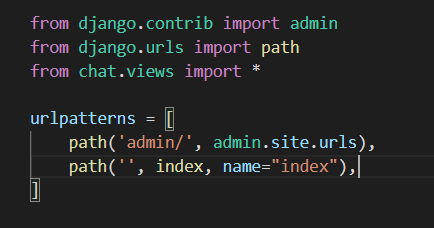 from django.contrib import admin
from django.urls import path
from chat.views import *

urlpatterns = [
    path('admin/', admin.site.urls),
    path('', index, name="index"),
]